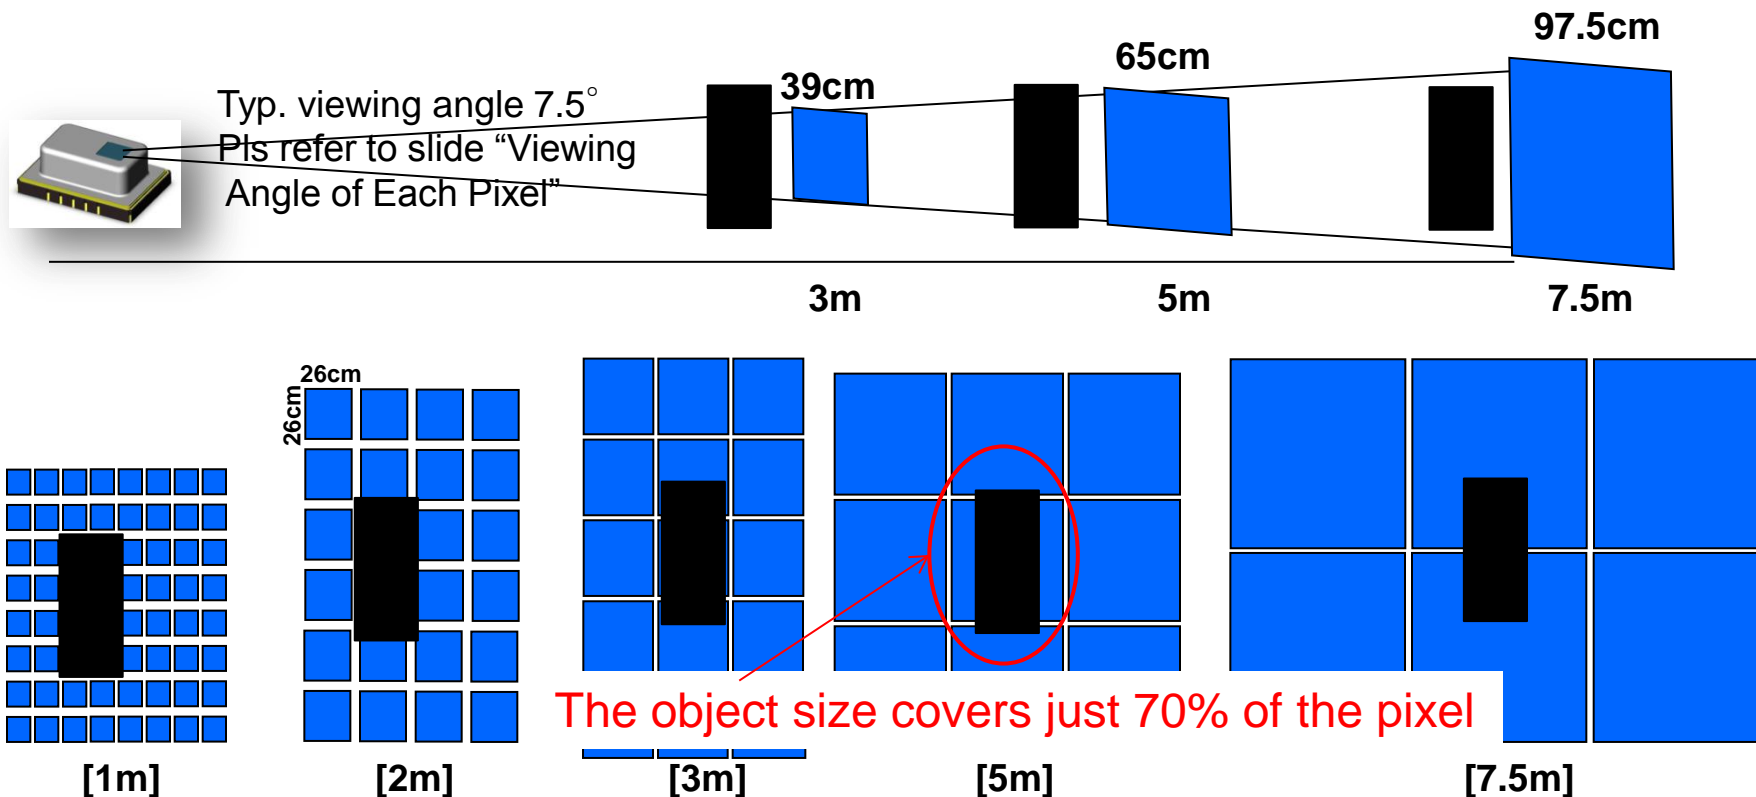 97.5cm
65cm
39cm
Typ. viewing angle 7.5°
Pls refer to slide “Viewing
Angle of Each Pixel”
3m
5m
7.5m
26cm
26cm
The object size covers just 70% of the pixel
[1m]
[2m]
[3m]
[5m]
[7.5m]